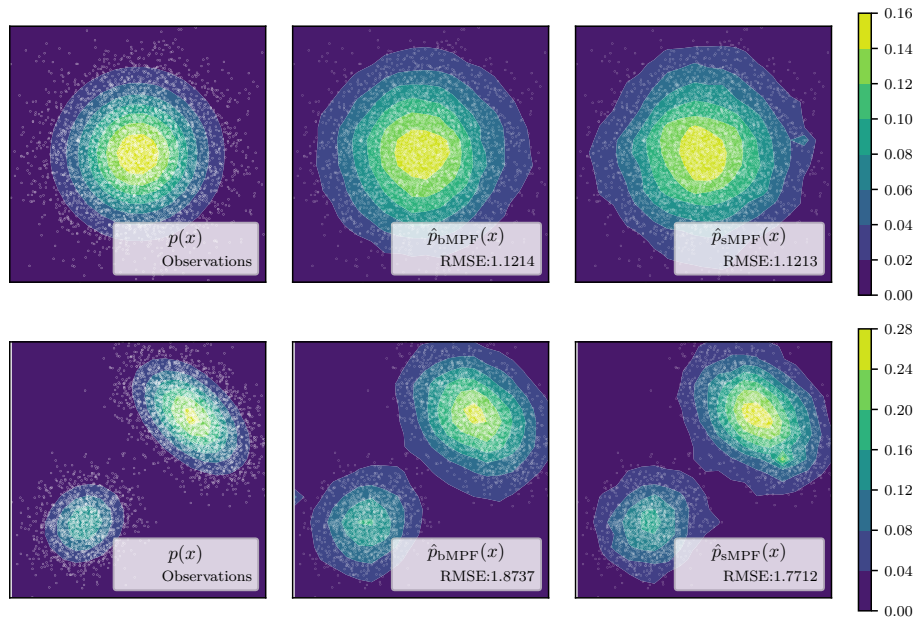 p(x)
Observations
p̂bMPF(x)
RMSE:1.1214
p̂sMPF(x)
RMSE:1.1213
0.16
0.14
0.12
0.10
0.08
0.06
0.04
0.02
0.00
p(x)
Observations
p̂bMPF(x)
RMSE:1.8737
p̂sMPF(x)
RMSE:1.7712
0.28
0.24
0.20
0.16
0.12
0.08
0.04
0.00